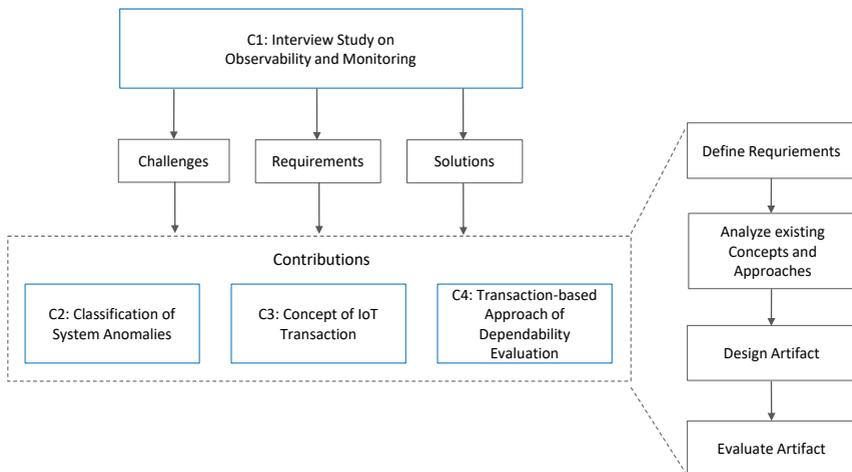 C1: Interview Study on
Observability and Monitoring
Challenges
Requirements
Solutions
Contributions
C2: Classification of
System Anomalies
C3: Concept of IoT
Transaction
C4: Transaction-based
Approach of
Dependability
Evaluation
Define Requriements
Analyze existing
Concepts and
Approaches
Design Artifact
Evaluate Artifact